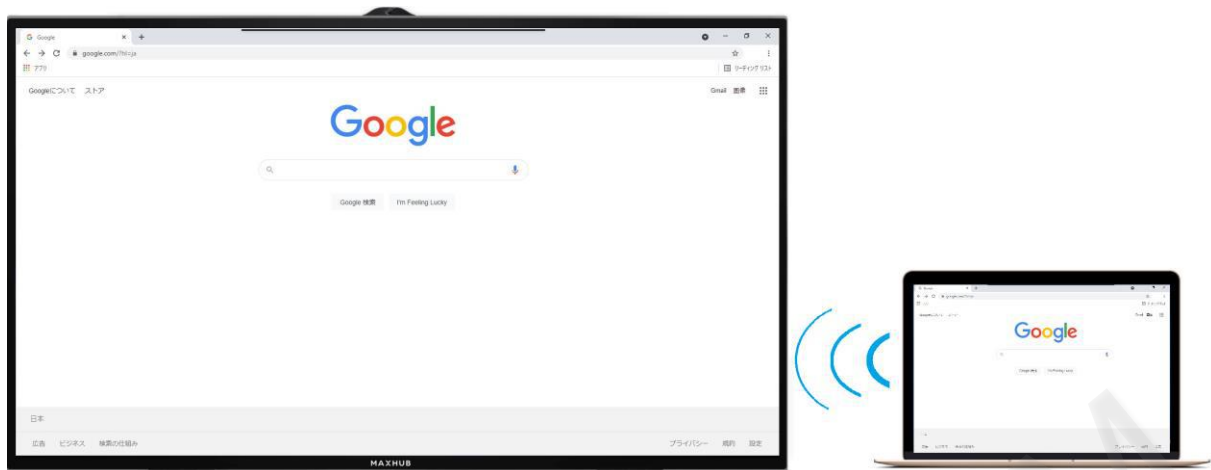 Google
google.com/?hl=ja
アプリ
リーディング リスト
Googleについて ストア
Gmail 画像
Google
Google 検索 I'm Feeling Lucky
日本
広告 ビジネス 検索の仕組み
プライバシー 規約 設定
MAXHUB
Google